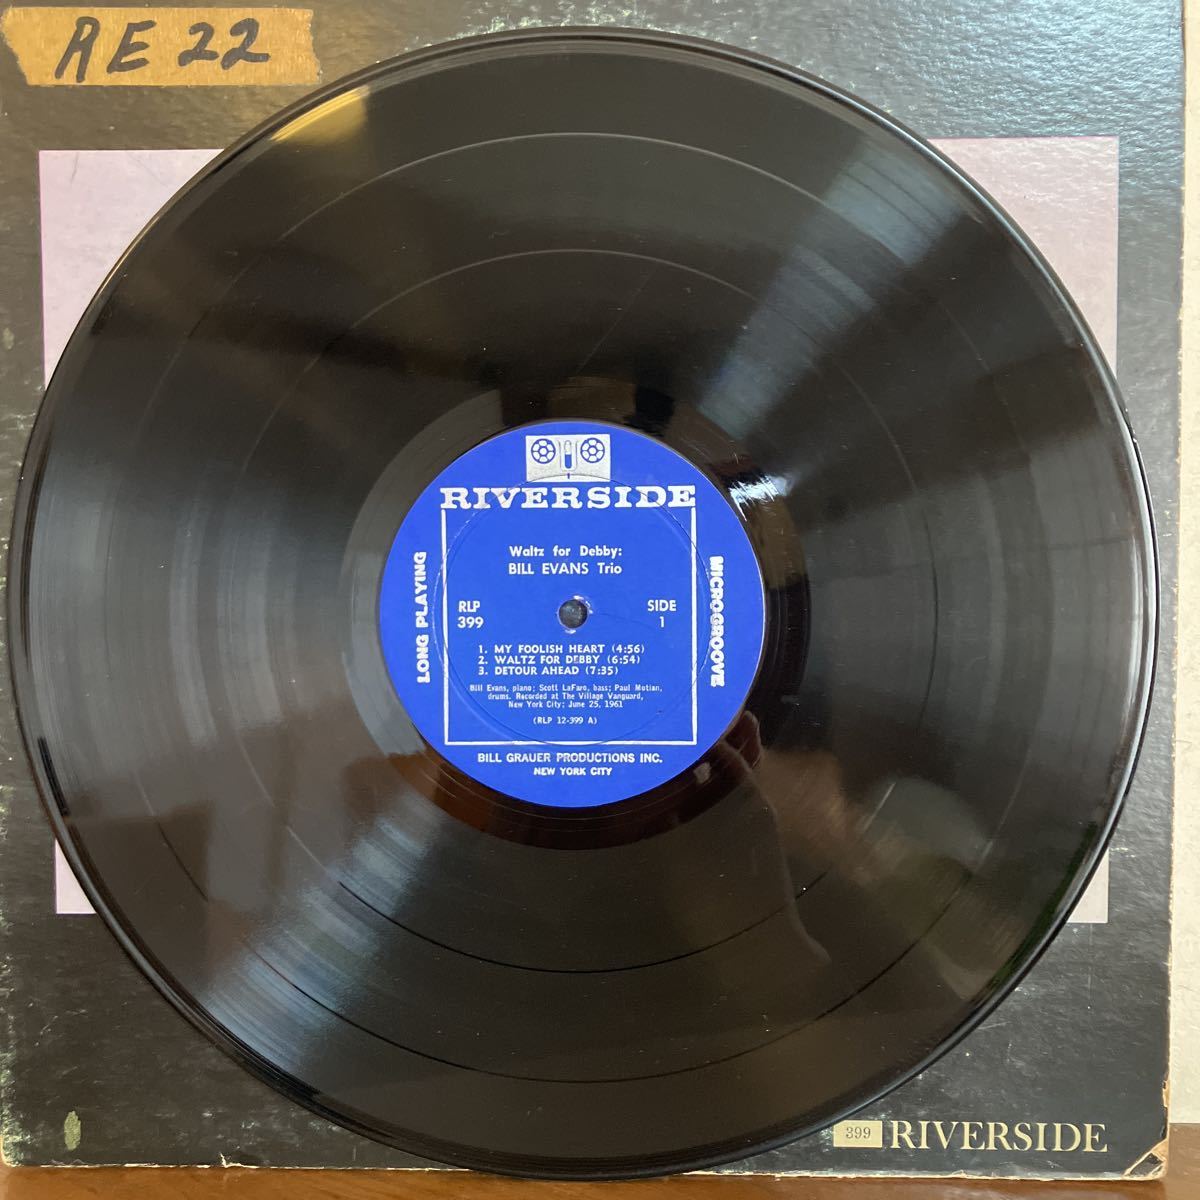 AE 22
RIVERSIDE
Waltz for Debby:
BILL EVANS Trio
LONG PLAYING
MICROGROOVE
RLP
399
SIDE
1
1. MY FOOLISH HEART (4:56)
2. WALTZ FOR DEBBY (6:54)
3. DETOUR AHEAD (7:35)
Bill Evans, piano; Scott LaFaro, bass; Paul Motian,
drums. Recorded at The Village Vanguard,
New York City; June 25, 1961
(RLP 12-399 A)
BILL GRAUER PRODUCTIONS INC.
NEW YORK CITY
399 RIVERSIDE